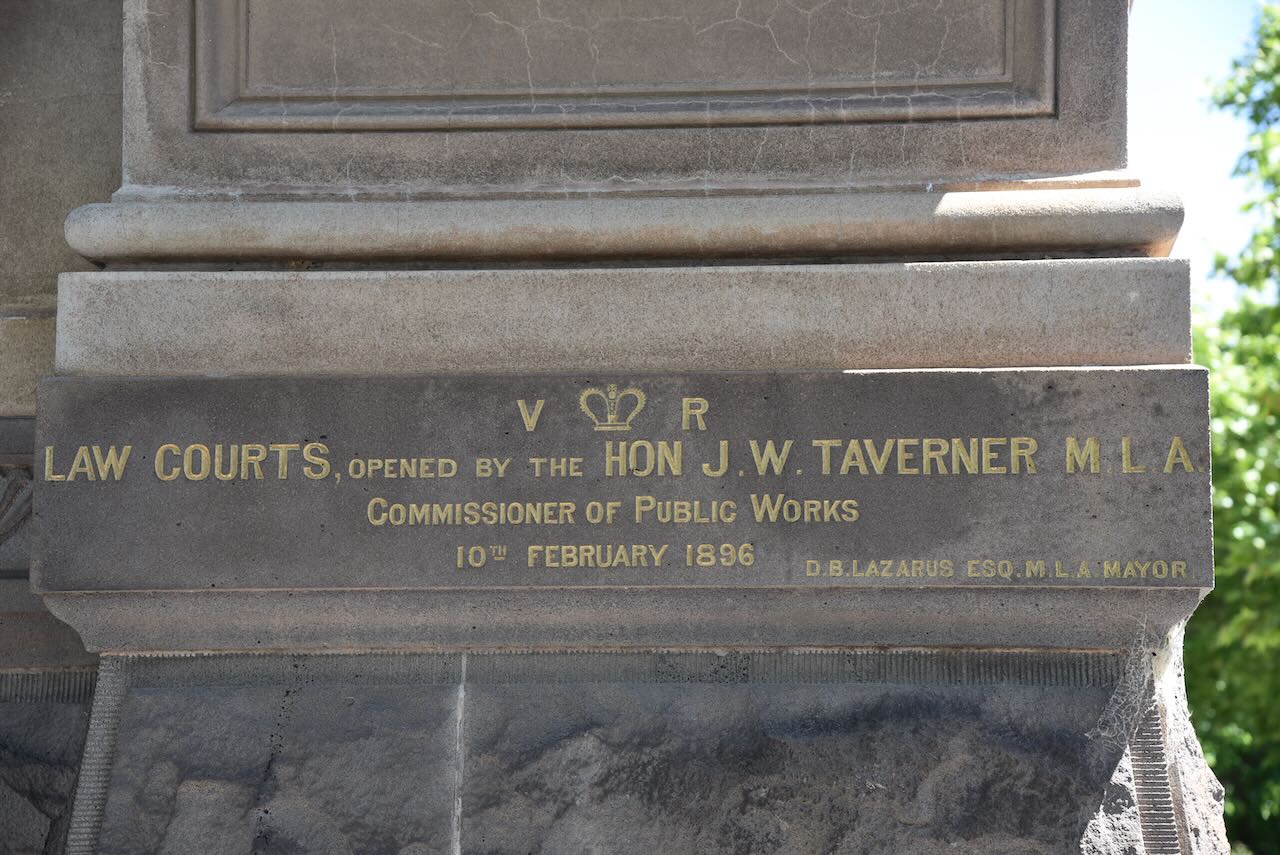 V R
LAW COURTS, OPENED BY THE HON J.W. TAVERNER M.L.A.
COMMISSIONER OF PUBLIC WORKS
10TH FEBRUARY 1896
D.B.LAZARUS ESQ.M.L.A MAYOR.